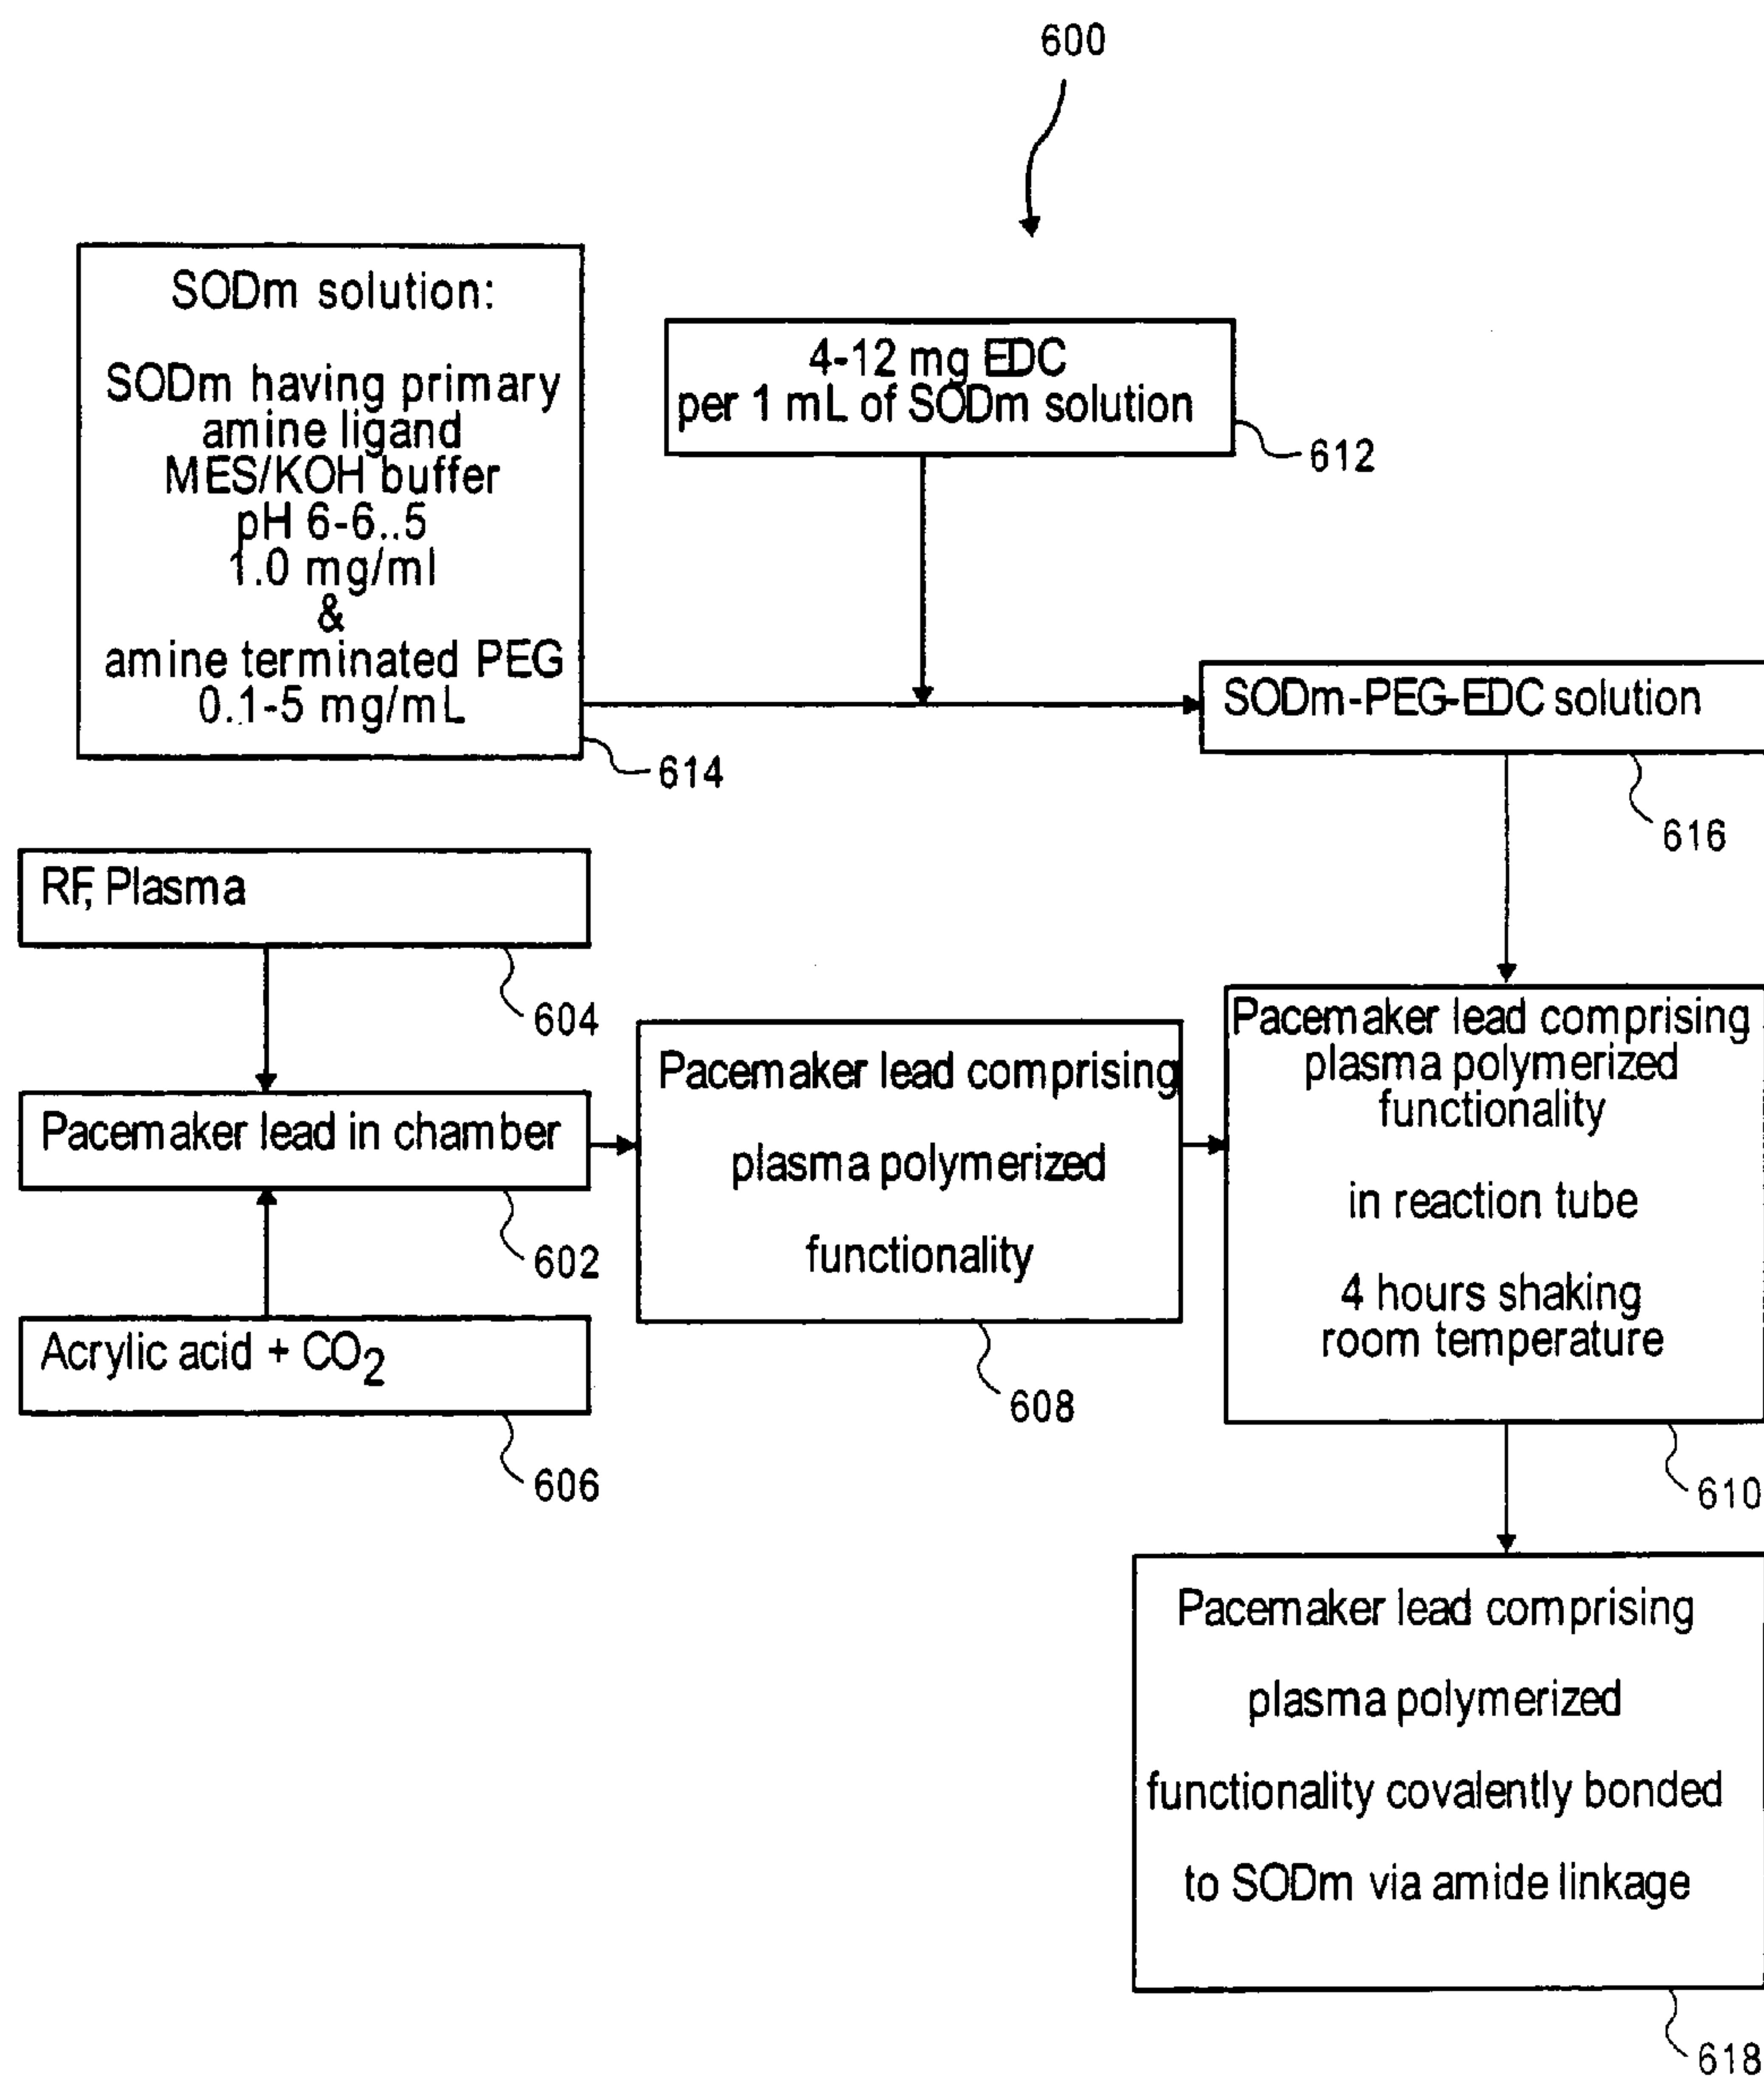 600
SODm solution:
SODm having primary
amine ligand
MES/KOH buffer
pH 6-6..5
1.0 mg/ml
&
amine terminated PEG
0.1-5 mg/mL
614
4-12 mg EDC
per 1 mL of SODm solution
612
SODm-PEG-EDC solution
616
RF, Plasma
604
Pacemaker lead in chamber
602
Acrylic acid + CO2
606
Pacemaker lead comprising
plasma polymerized
functionality
608
Pacemaker lead comprising
plasma polymerized
functionality
in reaction tube
4 hours shaking
room temperature
610
Pacemaker lead comprising
plasma polymerized
functionality covalently bonded
to SODm via amide linkage
618